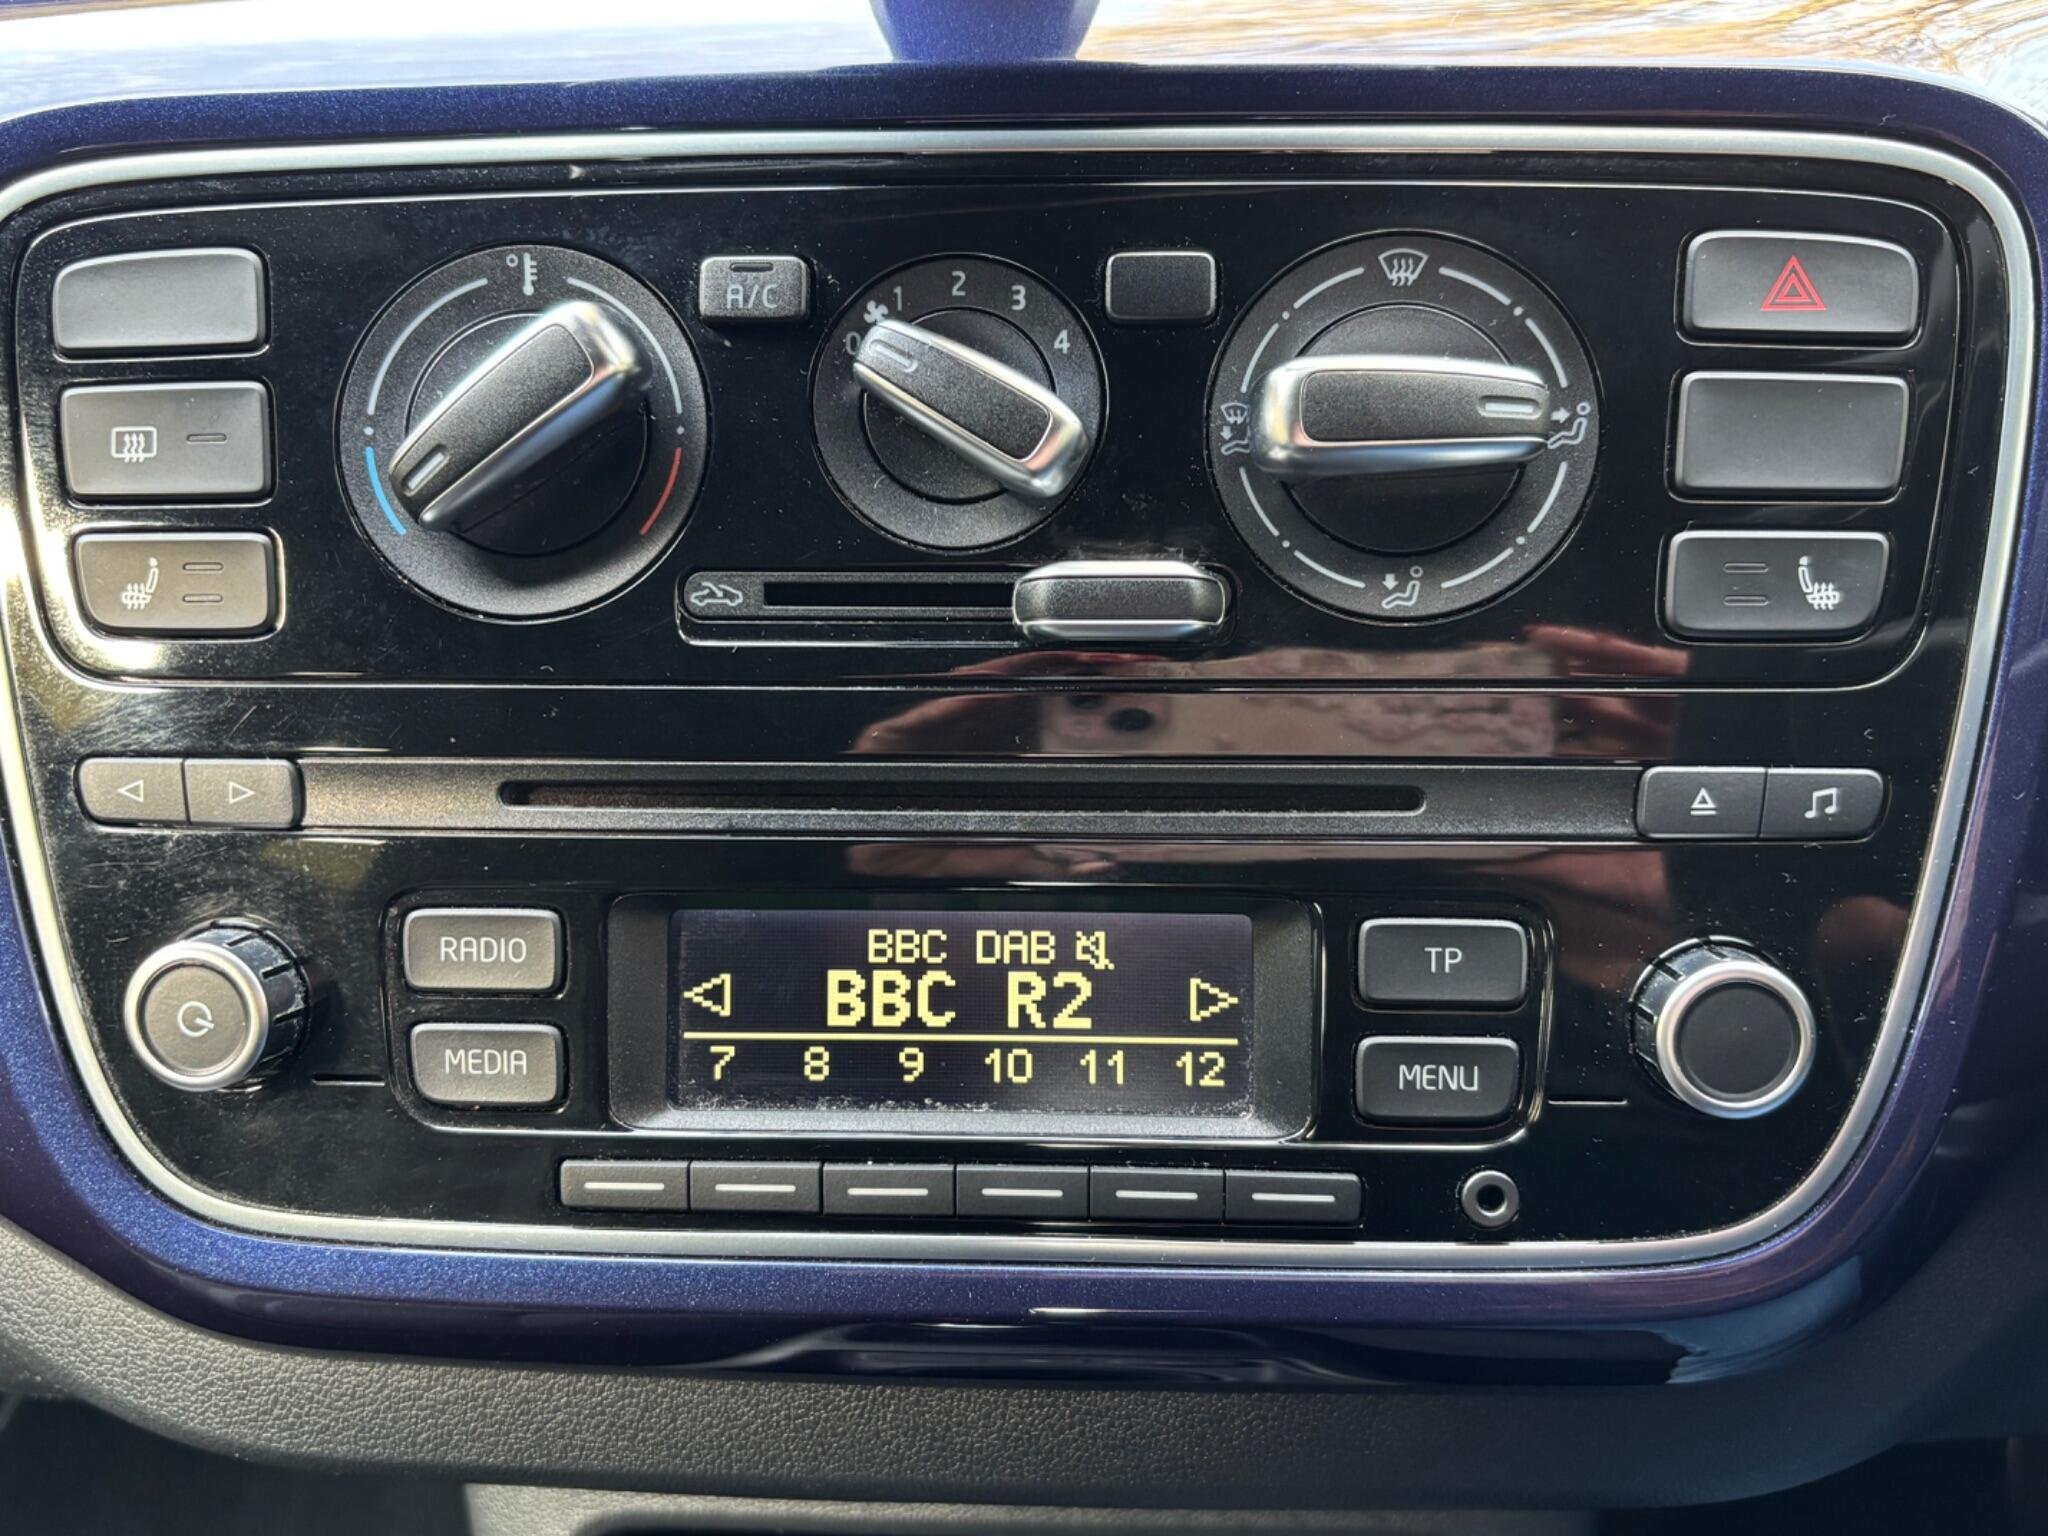 A/C
0 1 2 3 4
RADIO
MEDIA
BBC DAB
BBC R2
7 8 9 10 11 12
TP
MENU